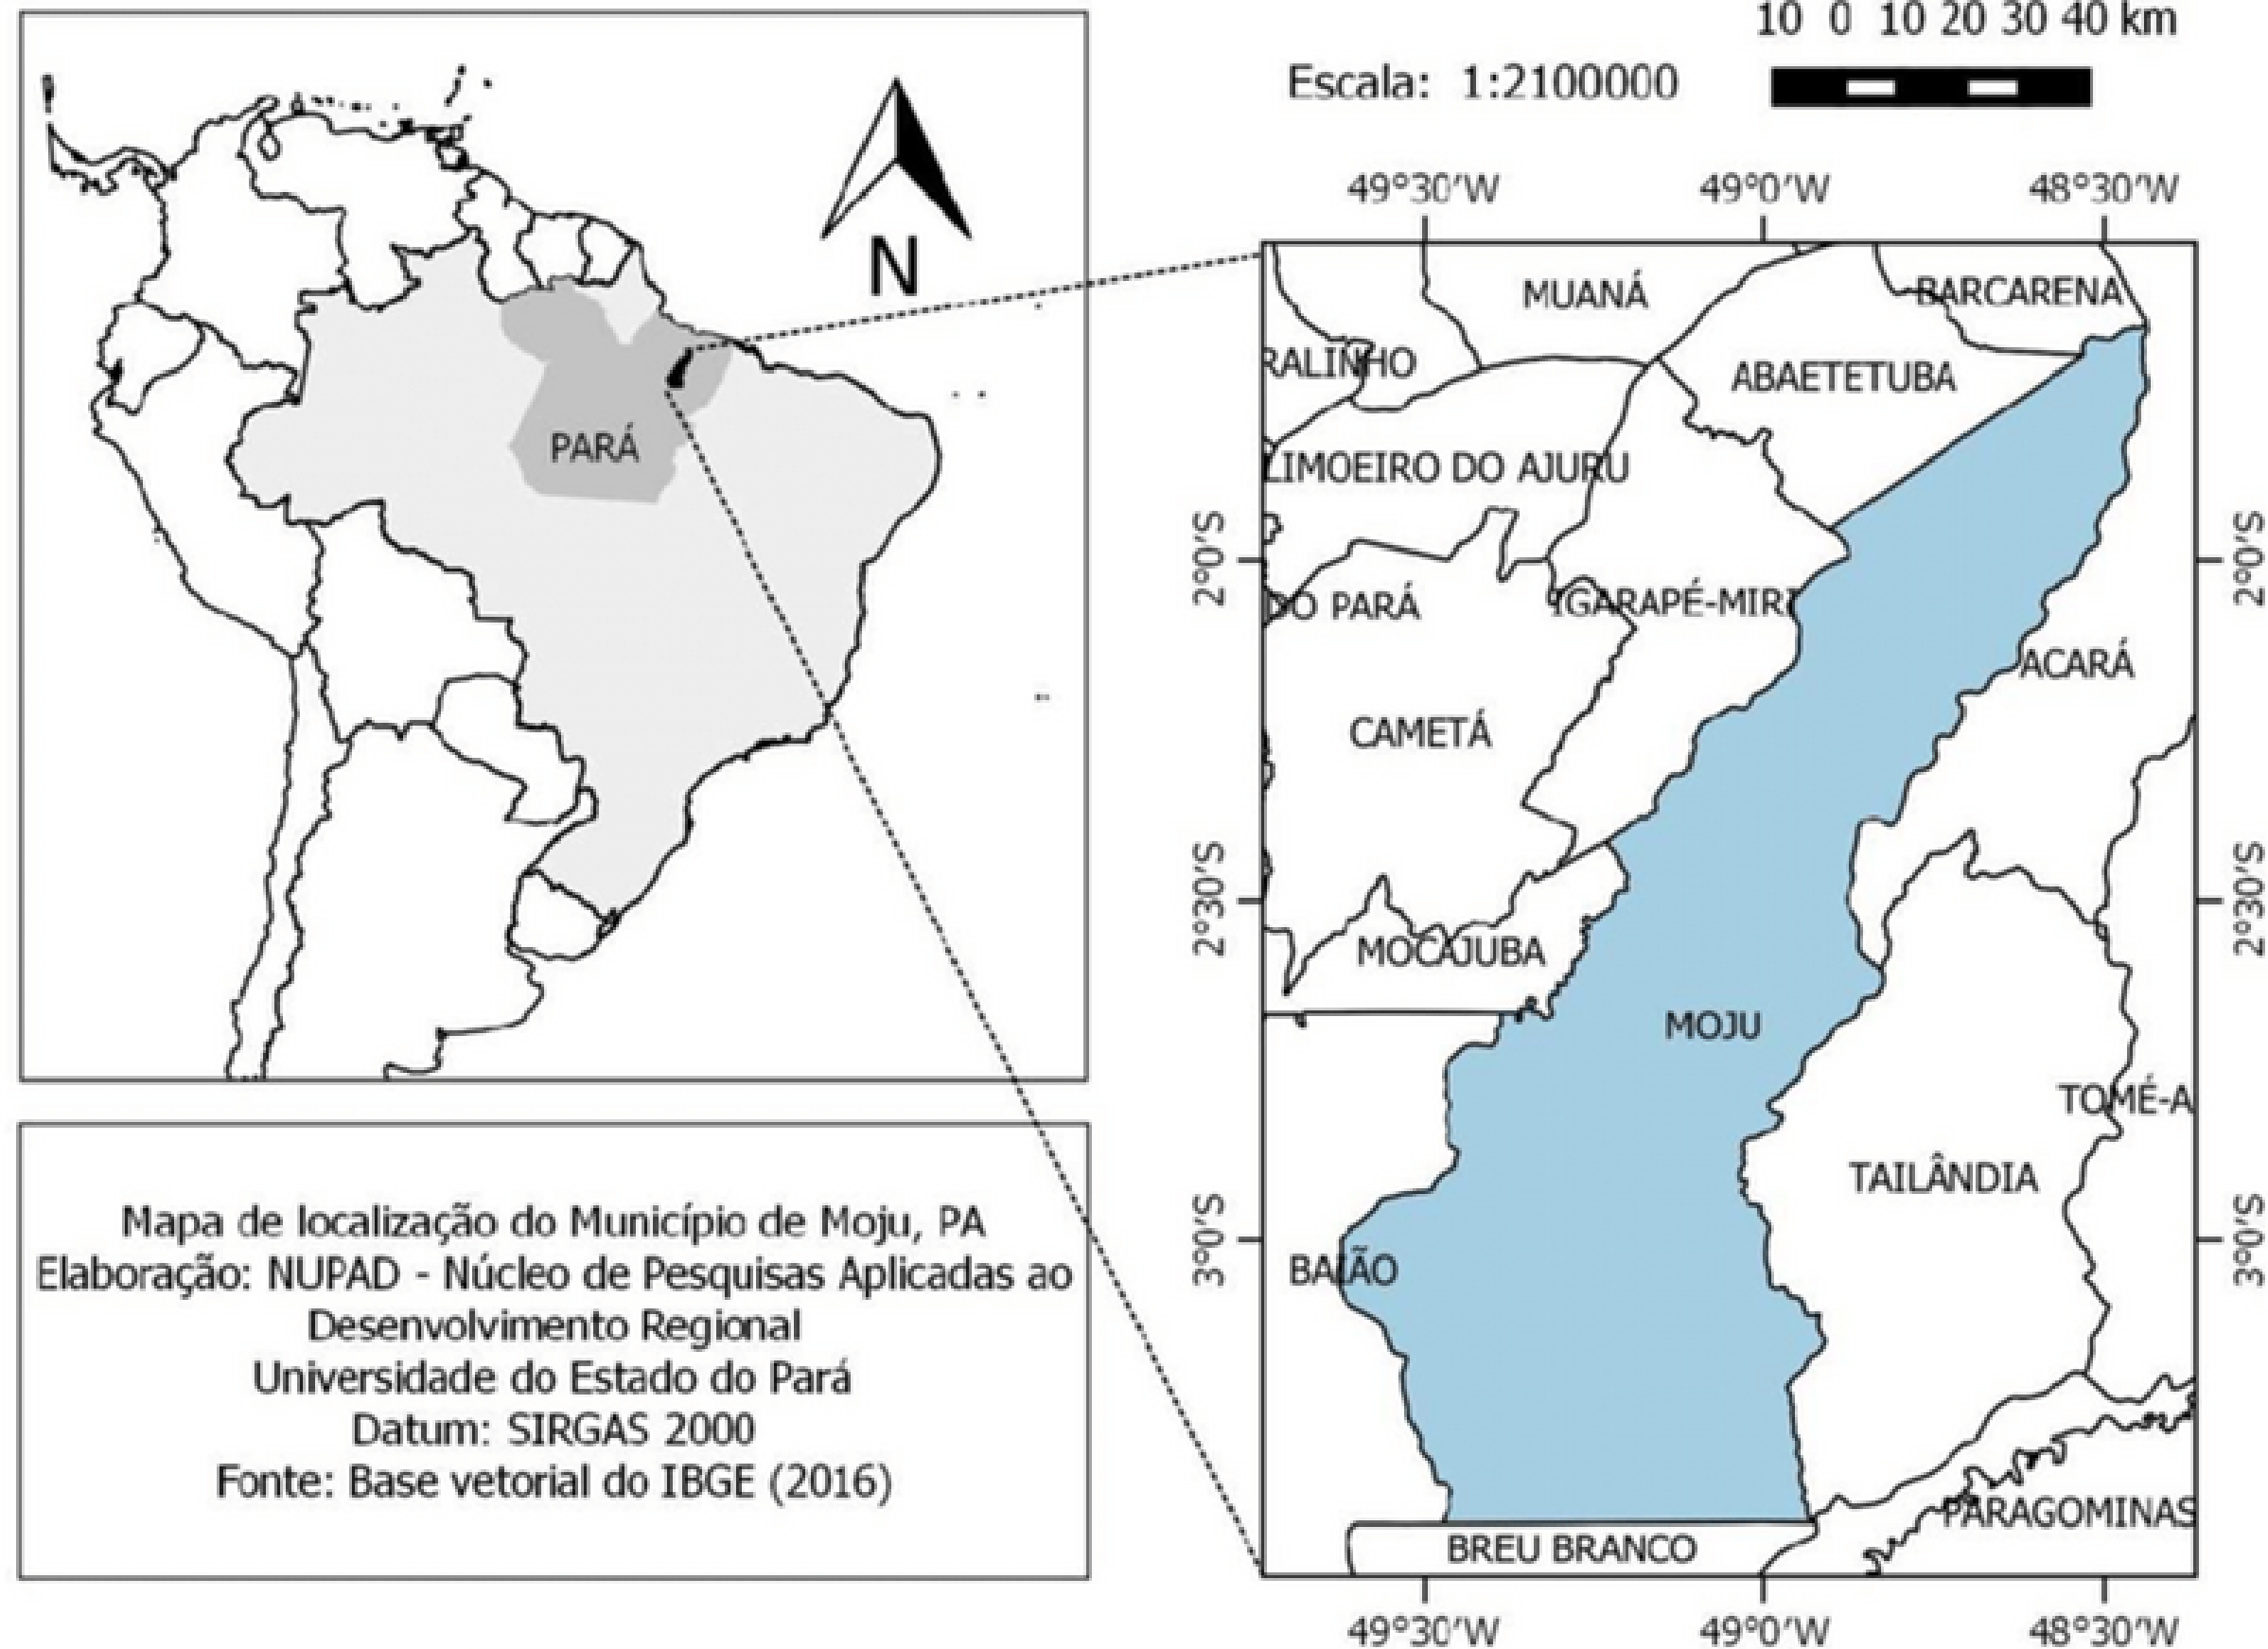 10 0 10 20 30 40 km
Escala: 1:2100000
N
PARÁ
49°30'W 49°0'W 48°30'W
MUANÁ
BARCARENA
RALINHO
ABAETETUBA
LIMOEIRO DO AJURU
2°0'S 2°0'S
DO PARÁ
IGARAPÉ-MIRI
ACARÁ
CAMETÁ
2°30'S 2°30'S
MOCAJUBA
MOJU
TOMÉ-A
TAILÂNDIA
3°0'S 3°0'S
BAIÃO
PARAGOMINAS
BREU BRANCO
49°30'W 49°0'W 48°30'W
Mapa de localização do Município de Moju, PA
Elaboração: NUPAD - Núcleo de Pesquisas Aplicadas ao
Desenvolvimento Regional
Universidade do Estado do Pará
Datum: SIRGAS 2000
Fonte: Base vetorial do IBGE (2016)